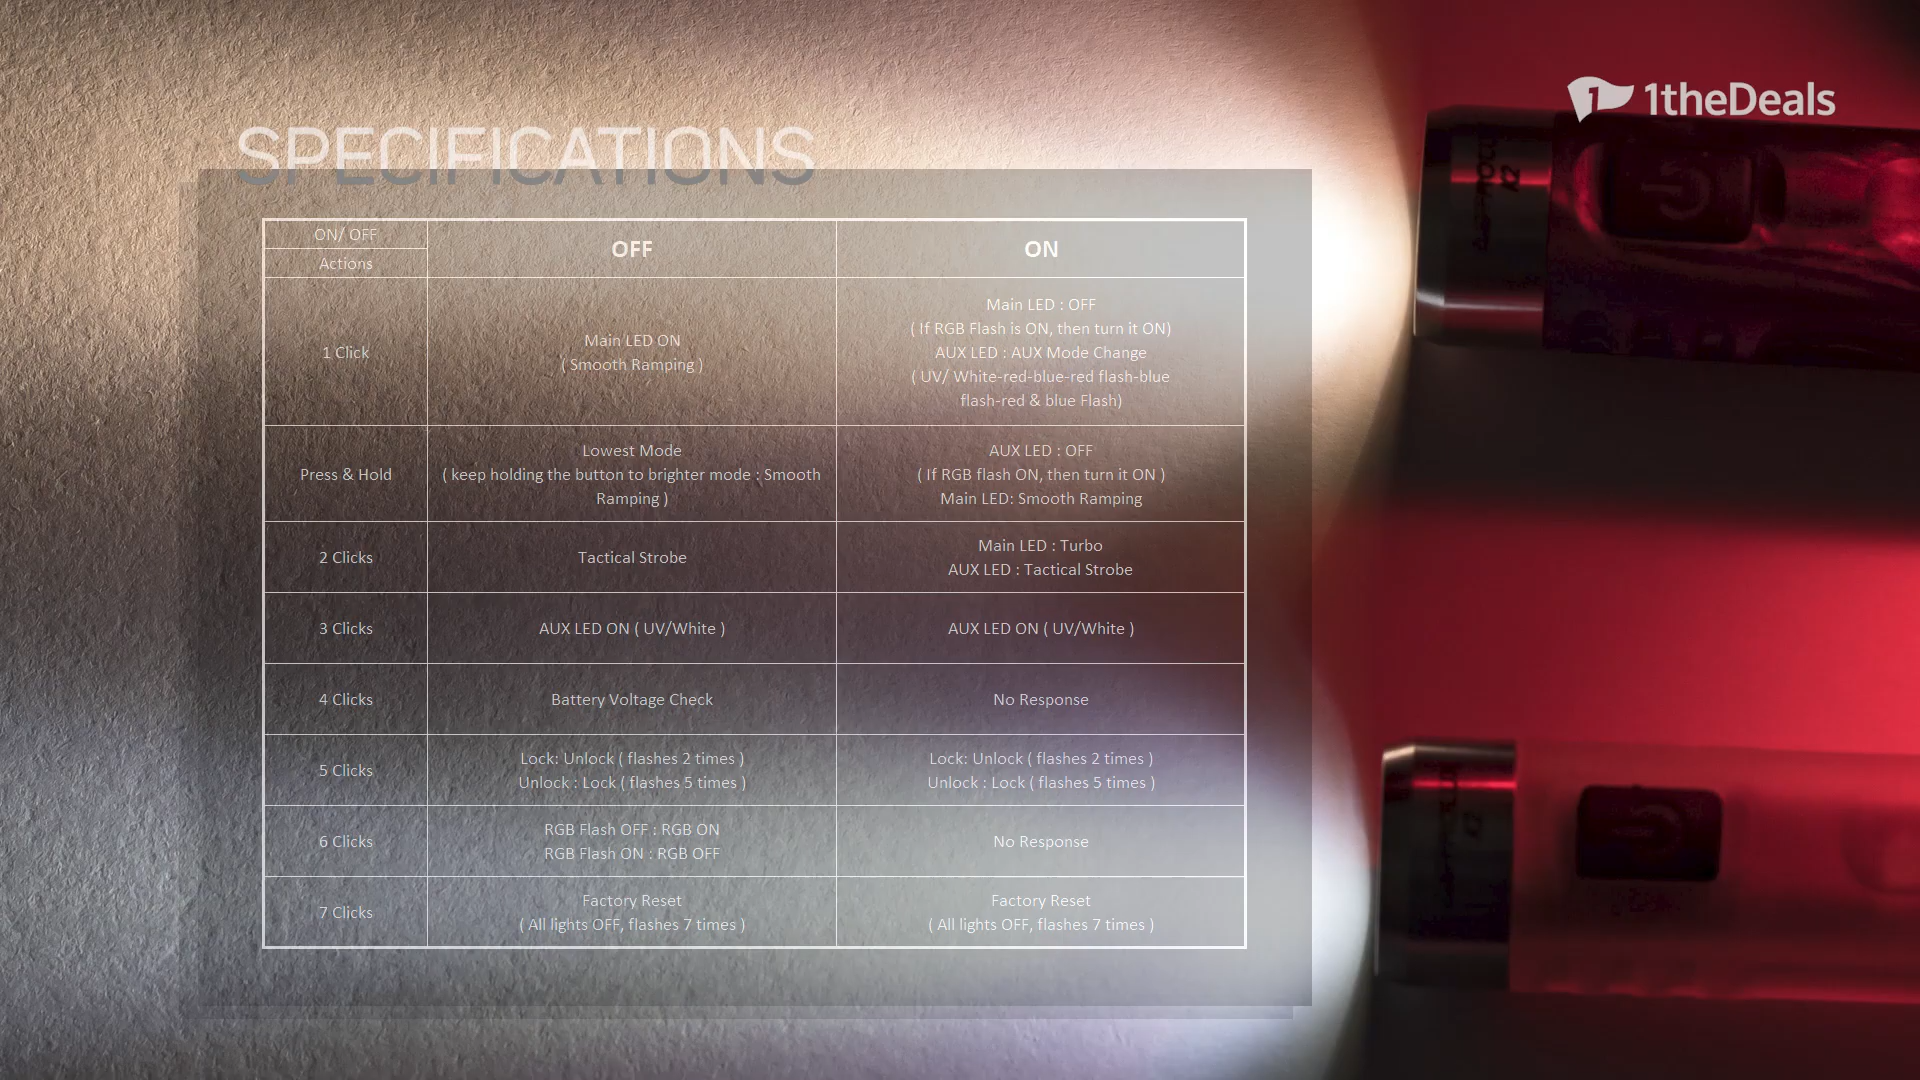 1theDeals
SPECIFICATIONS
ON/ OFF
Actions
OFF
ON
1 Click
Main LED ON
( Smooth Ramping )
Main LED : OFF
( If RGB Flash is ON, then turn it ON)
AUX LED : AUX Mode Change
( UV/ White-red-blue-red flash-blue
flash-red & blue Flash)
Press & Hold
Lowest Mode
( keep holding the button to brighter mode : Smooth
Ramping )
AUX LED : OFF
( If RGB flash ON, then turn it ON )
Main LED: Smooth Ramping
2 Clicks
Tactical Strobe
Main LED : Turbo
AUX LED : Tactical Strobe
3 Clicks
AUX LED ON ( UV/White )
AUX LED ON ( UV/White )
4 Clicks
Battery Voltage Check
No Response
5 Clicks
Lock: Unlock ( flashes 2 times )
Unlock : Lock ( flashes 5 times )
Lock: Unlock ( flashes 2 times )
Unlock : Lock ( flashes 5 times )
6 Clicks
RGB Flash OFF : RGB ON
RGB Flash ON : RGB OFF
No Response
7 Clicks
Factory Reset
( All lights OFF, flashes 7 times )
Factory Reset
( All lights OFF, flashes 7 times )